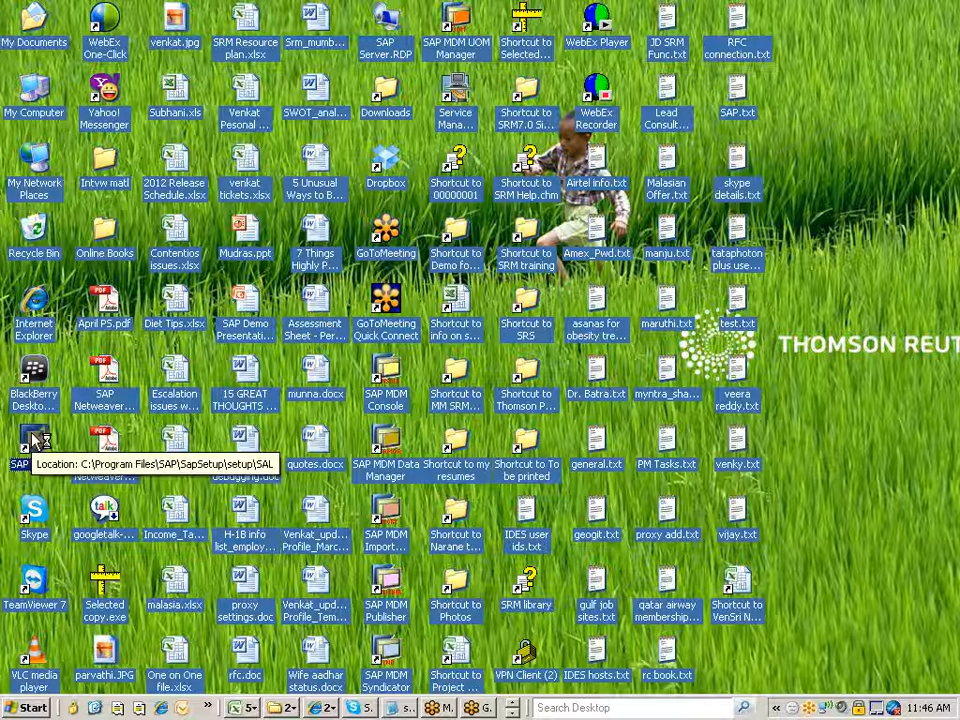 My Documents
WebEx One-Click
venkat.jpg
SRM Resource plan.xlsx
Srm_mumb...
SAP Server.RDP
SAP MDM UOM Manager
Shortcut to Selected...
WebEx Player
JD SRM Func.txt
RFC connection.txt
My Computer
Yahoo! Messenger
Subhani.xls
Venkat Pesonal ...
SWOT_anal...
Downloads
Service Mana...
Shortcut to SRM7.0 Si...
WebEx Recorder
Lead Consult...
SAP.txt
My Network Places
Intvw matl
2012 Release Schedule.xlsx
venkat tickets.xlsx
5 Unusual Ways to B...
Dropbox
Shortcut to 00000001
Shortcut to SRM Help.chm
Airtel info.txt
Malasian Offer.txt
skype details.txt
Recycle Bin
Online Books
Contentios issues.xlsx
Mudras.ppt
7 Things Highly P...
GoToMeeting
Shortcut to Demo fo...
Shortcut to SRM training
Amex_Pwd.txt
manju.txt
tataphoton plus use...
Internet Explorer
April PS.pdf
Diet Tips.xlsx
SAP Demo Presentati...
Assessment Sheet - Per...
GoToMeeting Quick Connect
Shortcut to info on s...
Shortcut to SRS
asanas for obesity tre...
maruthi.txt
test.txt
THOMSON REUT
BlackBerry Deskto...
SAP Netweaver...
Escalation issues w...
15 GREAT THOUGHTS ...
munna.docx
SAP MDM Console
Shortcut to MM SRM...
Shortcut to Thomson P...
Dr. Batra.txt
myntra_sha...
veera reddy.txt
SAP
Location: C:\Program Files\SAP\SapSetup\setup\SAL
Netweaver...
debugging.doc
quotes.docx
SAP MDM Data Manager
Shortcut to my resumes
Shortcut to To be printed
general.txt
PM Tasks.txt
venky.txt
Skype
googletalk-...
Income_Ta...
H-1B info list_employ...
Venkat_upd... Profile_Marc...
SAP MDM Import...
Shortcut to Narane t...
IDES user ids.txt
geogit.txt
proxy add.txt
vijay.txt
TeamViewer 7
Selected copy.exe
malasia.xlsx
proxy settings.doc
Venkat_upd... Profile_Tem...
SAP MDM Publisher
Shortcut to Photos
SRM library
gulf job sites.txt
qatar airway membership...
Shortcut to VenSri N...
VLC media player
parvathi.JPG
One on One file.xlsx
rfc.doc
Wife aadhar status.docx
SAP MDM Syndicator
Shortcut to Project ...
VPN Client (2)
IDES hosts.txt
rc book.txt
Start
»
5
2
2
S.
s...
M.
G.
Search Desktop
«
11:46 AM